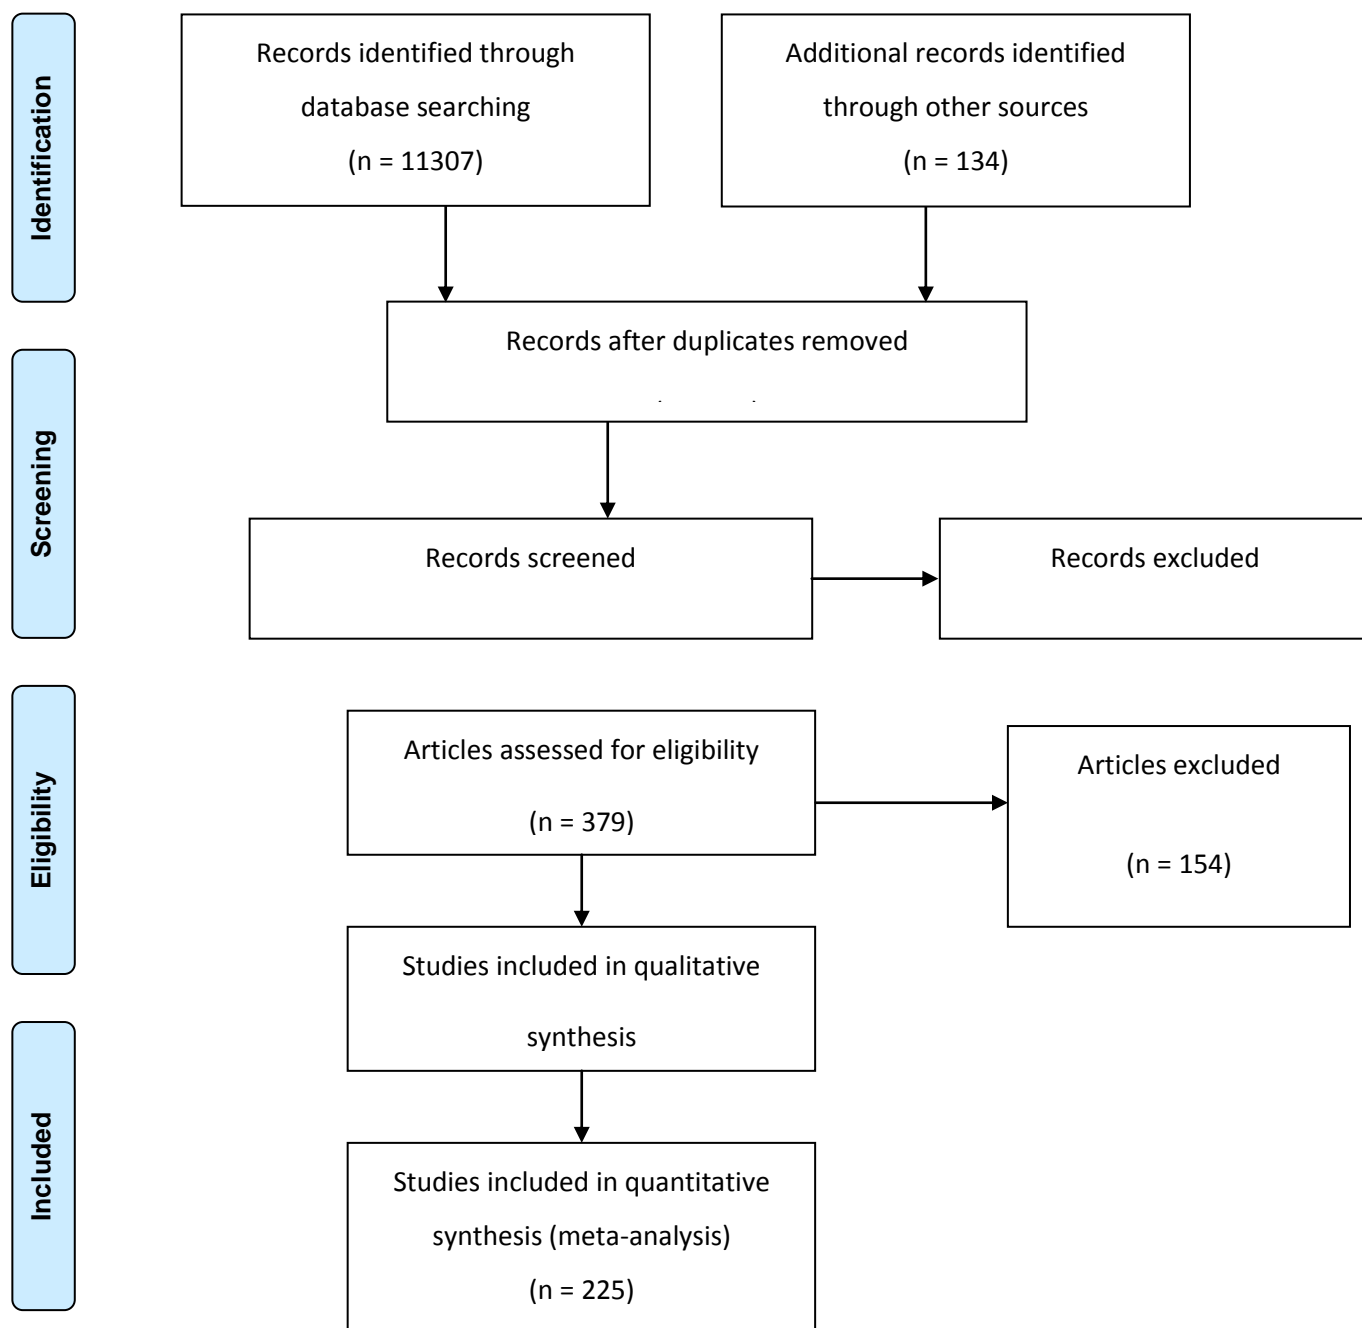 Identification
Records identified through
database searching
(n = 11307)
Additional records identified
through other sources
(n = 134)
Records after duplicates removed
Screening
Records screened
Records excluded
Eligibility
Articles assessed for eligibility
(n = 379)
Articles excluded
(n = 154)
Studies included in qualitative
synthesis
Included
Studies included in quantitative
synthesis (meta-analysis)
(n = 225)